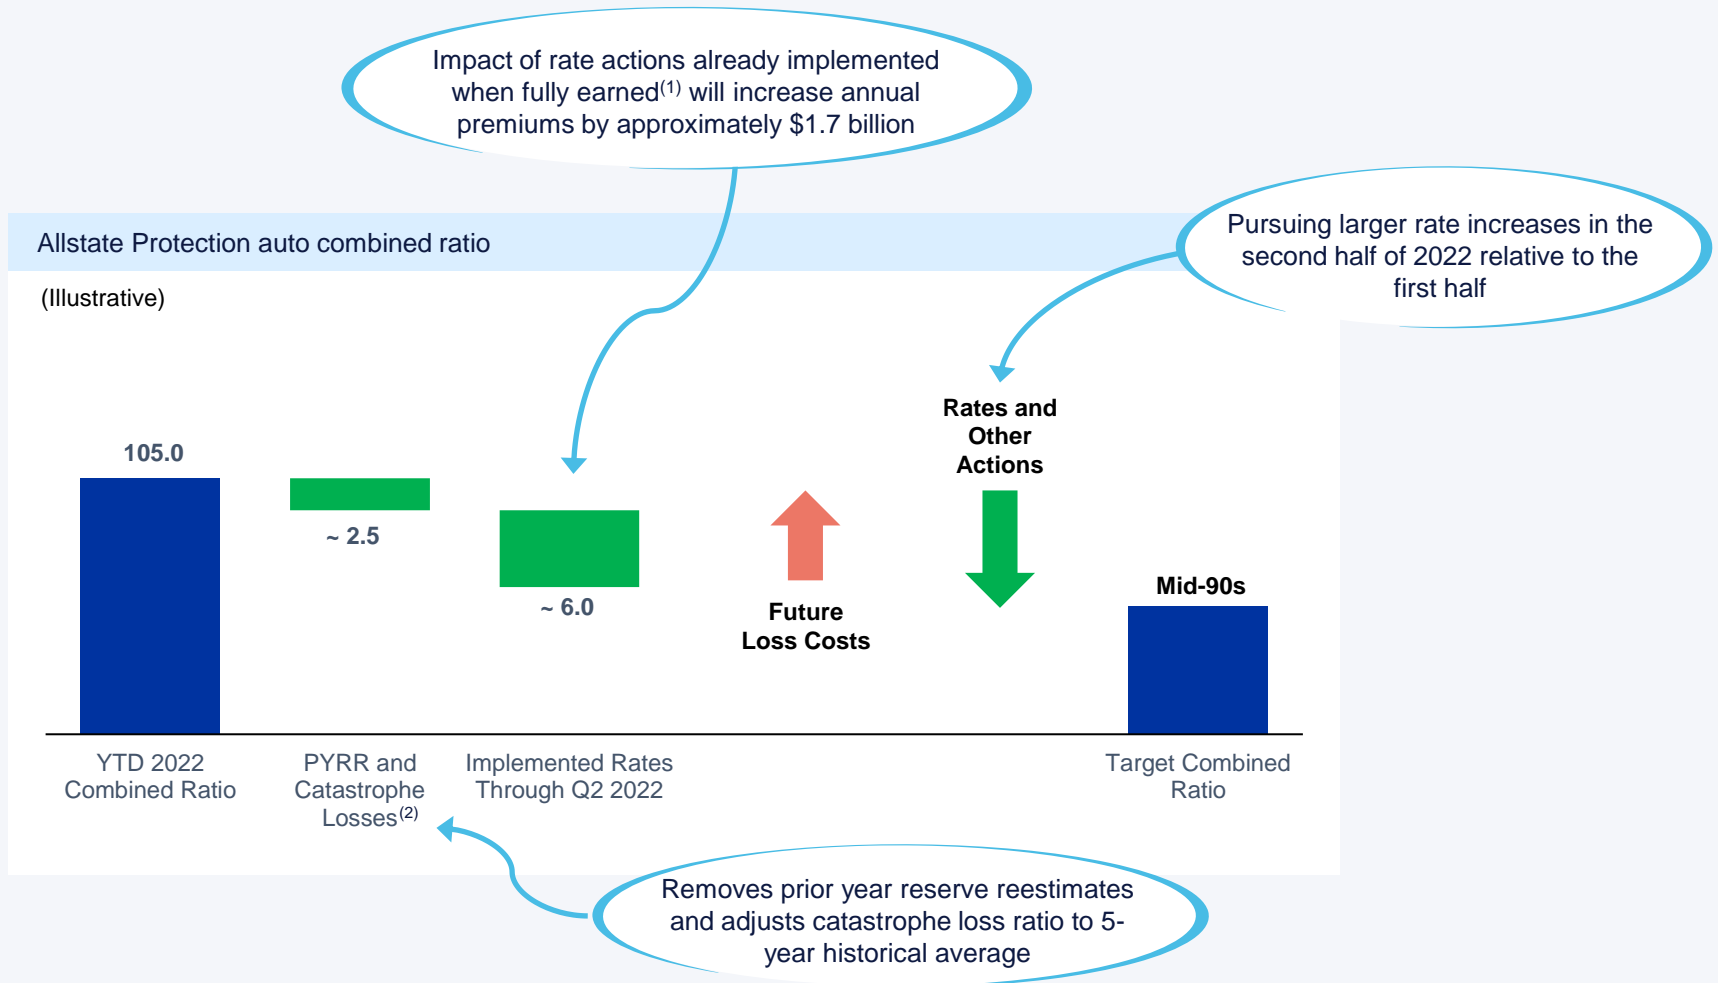 Impact of rate actions already implemented
when fully earned(1) will increase annual
premiums by approximately $1.7 billion
Pursuing larger rate increases in the
second half of 2022 relative to the
first half
Allstate Protection auto combined ratio
(Illustrative)
Rates and
Other
Actions
105.0
~ 2.5
~ 6.0
Future
Loss Costs
Mid-90s
YTD 2022
Combined Ratio
PYRR and
Catastrophe
Losses(2)
Implemented Rates
Through Q2 2022
Target Combined
Ratio
Removes prior year reserve reestimates
and adjusts catastrophe loss ratio to 5-
year historical average